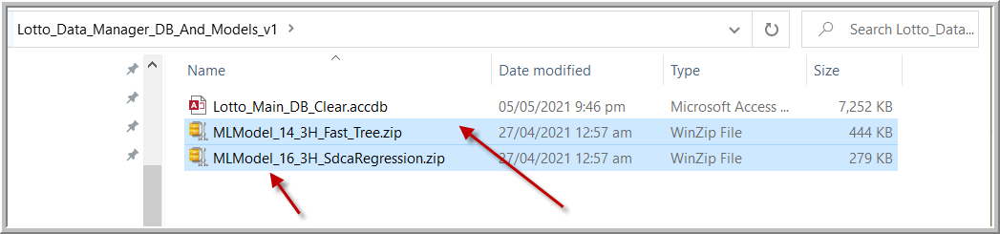 Lotto_Data_Manager_DB_And_Models_v1
Search Lotto_Data...
Name Date modified Type Size
Lotto_Main_DB_Clear.accdb 05/05/2021 9:46 pm Microsoft Access ... 7,252 KB
MLModel_14_3H_Fast_Tree.zip 27/04/2021 12:57 am WinZip File 444 KB
MLModel_16_3H_SdcaRegression.zip 27/04/2021 12:57 am WinZip File 279 KB